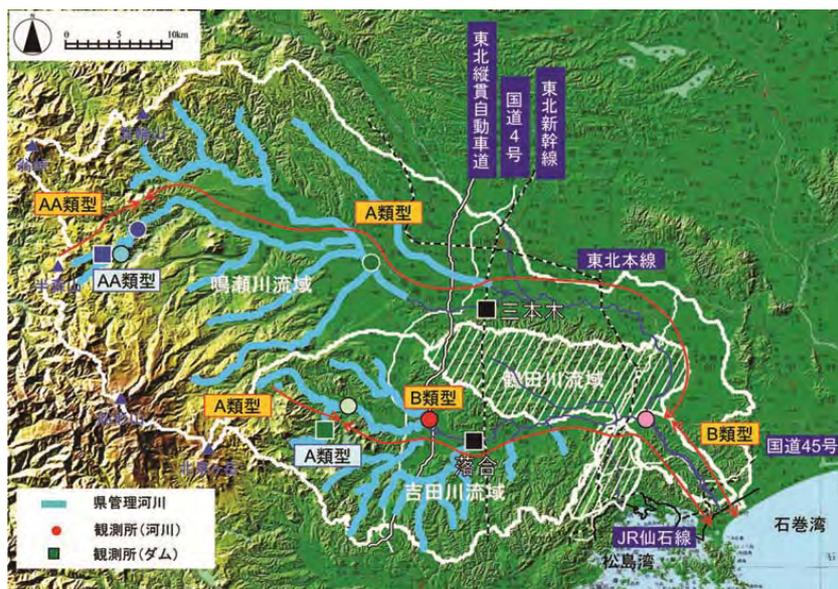 N
0 5 10km
東北縦貫自動車道
国道4号
東北新幹線
AA類型
A類型
東北本線
AA類型
鳴瀬川流域
三本木
鶴田川流域
A類型
B類型
B類型
落合
A類型
国道45号
吉田川流域
県管理河川
観測所(河川)
観測所(ダム)
JR仙石線
松島湾
石巻湾